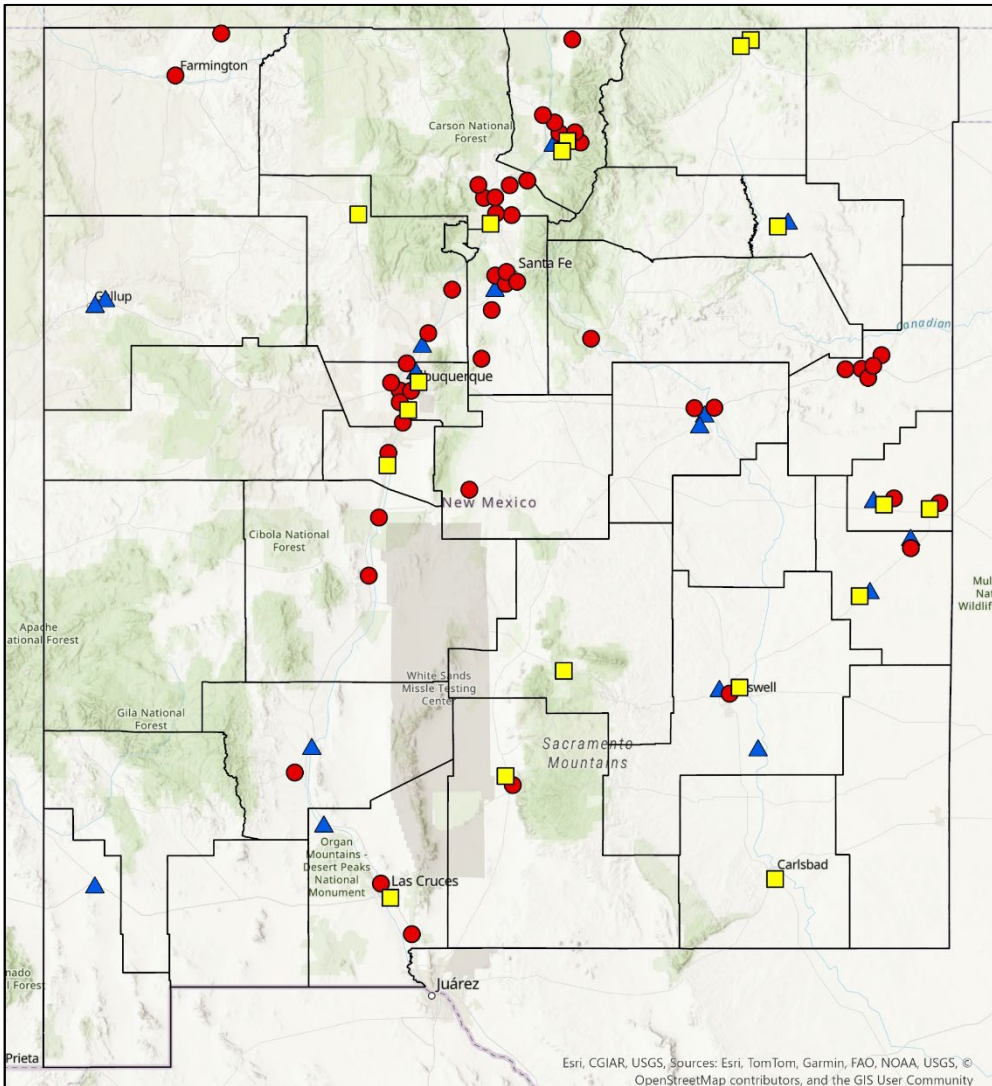 Farmington
Carson National
Forest
Santa Fe
Gallup
Canadian
Albuquerque
New Mexico
Cibola National
Forest
Mul
Nat
Wildlife
Apache
ational Forest
White Sands
Missle Testing
Center
swell
Gila National
Forest
Sacramento
Mountains
Organ
Mountains -
Desert Peaks
National
Monument
Las Cruces
Carlsbad
nado
l Forest
Juárez
Prieta
Esri, CGIAR, USGS, Sources: Esri, TomTom, Garmin, FAO, NOAA, USGS, ©
OpenStreetMap contributors, and the GIS User Community